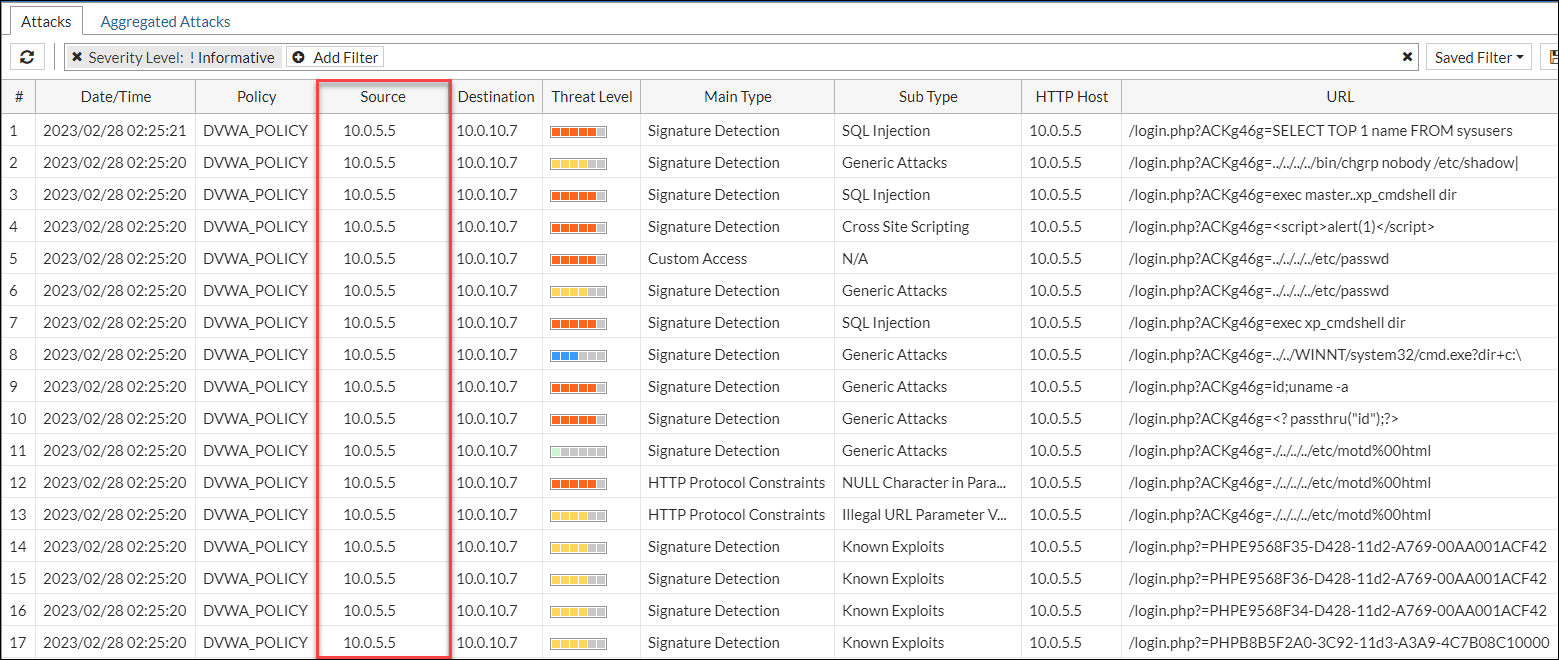 Attacks Aggregated Attacks
Severity Level: ! Informative Add Filter Saved Filter
# Date/Time Policy Source Destination Threat Level Main Type Sub Type HTTP Host URL
1 2023/02/28 02:25:21 DVWA_POLICY 10.0.5.5 10.0.10.7 Signature Detection SQL Injection 10.0.5.5 /login.php?ACKg46g=SELECT TOP 1 name FROM sysusers
2 2023/02/28 02:25:20 DVWA_POLICY 10.0.5.5 10.0.10.7 Signature Detection Generic Attacks 10.0.5.5 /login.php?ACKg46g=../../../../bin/chgrp nobody /etc/shadow|
3 2023/02/28 02:25:20 DVWA_POLICY 10.0.5.5 10.0.10.7 Signature Detection SQL Injection 10.0.5.5 /login.php?ACKg46g=exec master..xp_cmdshell dir
4 2023/02/28 02:25:20 DVWA_POLICY 10.0.5.5 10.0.10.7 Signature Detection Cross Site Scripting 10.0.5.5 /login.php?ACKg46g=<script>alert(1)</script>
5 2023/02/28 02:25:20 DVWA_POLICY 10.0.5.5 10.0.10.7 Custom Access N/A 10.0.5.5 /login.php?ACKg46g=../../../../etc/passwd
6 2023/02/28 02:25:20 DVWA_POLICY 10.0.5.5 10.0.10.7 Signature Detection Generic Attacks 10.0.5.5 /login.php?ACKg46g=../../../../etc/passwd
7 2023/02/28 02:25:20 DVWA_POLICY 10.0.5.5 10.0.10.7 Signature Detection SQL Injection 10.0.5.5 /login.php?ACKg46g=exec xp_cmdshell dir
8 2023/02/28 02:25:20 DVWA_POLICY 10.0.5.5 10.0.10.7 Signature Detection Generic Attacks 10.0.5.5 /login.php?ACKg46g=../../WINNT/system32/cmd.exe?dir+c:\
9 2023/02/28 02:25:20 DVWA_POLICY 10.0.5.5 10.0.10.7 Signature Detection Generic Attacks 10.0.5.5 /login.php?ACKg46g=id;uname -a
10 2023/02/28 02:25:20 DVWA_POLICY 10.0.5.5 10.0.10.7 Signature Detection Generic Attacks 10.0.5.5 /login.php?ACKg46g=<? passthru("id");?>
11 2023/02/28 02:25:20 DVWA_POLICY 10.0.5.5 10.0.10.7 Signature Detection Generic Attacks 10.0.5.5 /login.php?ACKg46g=./../../../etc/motd%00html
12 2023/02/28 02:25:20 DVWA_POLICY 10.0.5.5 10.0.10.7 HTTP Protocol Constraints NULL Character in Para... 10.0.5.5 /login.php?ACKg46g=./../../../etc/motd%00html
13 2023/02/28 02:25:20 DVWA_POLICY 10.0.5.5 10.0.10.7 HTTP Protocol Constraints Illegal URL Parameter V... 10.0.5.5 /login.php?ACKg46g=./../../../etc/motd%00html
14 2023/02/28 02:25:20 DVWA_POLICY 10.0.5.5 10.0.10.7 Signature Detection Known Exploits 10.0.5.5 /login.php?=PHPE9568F35-D428-11d2-A769-00AA001ACF42
15 2023/02/28 02:25:20 DVWA_POLICY 10.0.5.5 10.0.10.7 Signature Detection Known Exploits 10.0.5.5 /login.php?=PHPE9568F36-D428-11d2-A769-00AA001ACF42
16 2023/02/28 02:25:20 DVWA_POLICY 10.0.5.5 10.0.10.7 Signature Detection Known Exploits 10.0.5.5 /login.php?=PHPE9568F34-D428-11d2-A769-00AA001ACF42
17 2023/02/28 02:25:20 DVWA_POLICY 10.0.5.5 10.0.10.7 Signature Detection Known Exploits 10.0.5.5 /login.php?=PHPB8B5F2A0-3C92-11d3-A3A9-4C7B08C10000